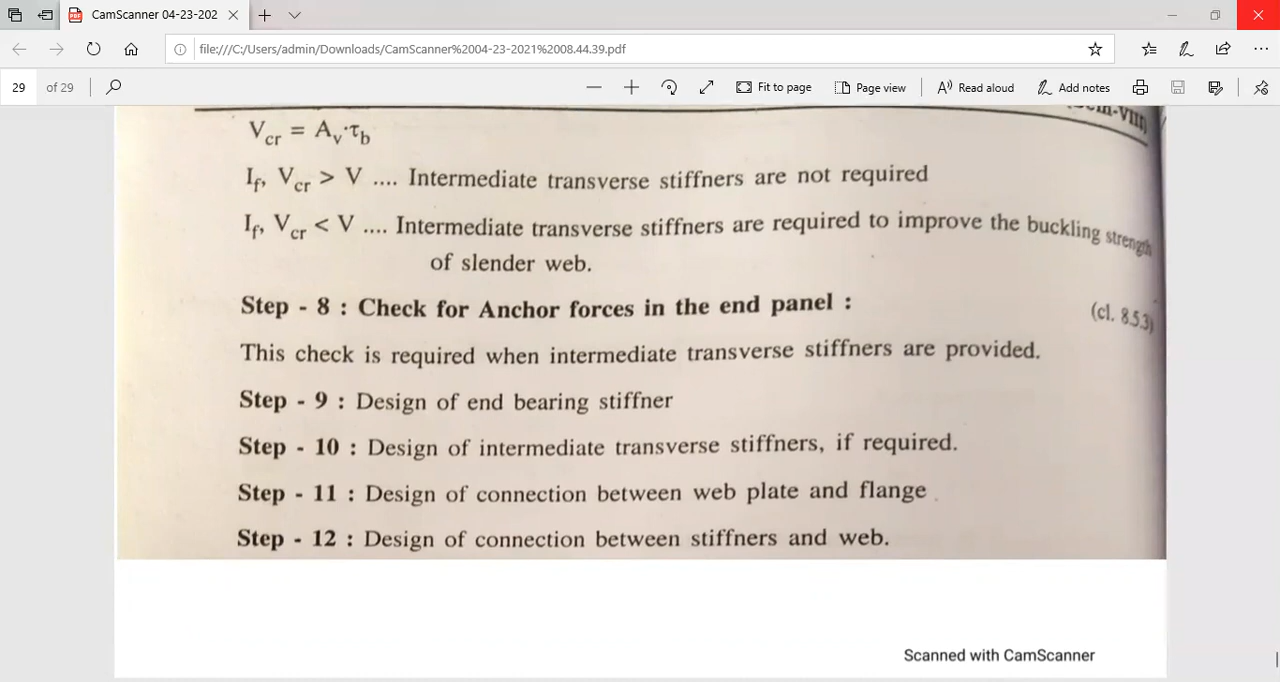 CamScanner 04-23-202
file:///C:/Users/admin/Downloads/CamScanner%2004-23-2021%2008.44.39.pdf
29 of 29
Fit to page
Page view
Read aloud
Add notes
-VIII)
Vcr = Av·τb
If, Vcr > V .... Intermediate transverse stiffners are not required
If, Vcr < V .... Intermediate transverse stiffners are required to improve the buckling strength
of slender web.
Step - 8 : Check for Anchor forces in the end panel : (cl. 8.5.3)
This check is required when intermediate transverse stiffners are provided.
Step - 9 : Design of end bearing stiffner
Step - 10 : Design of intermediate transverse stiffners, if required.
Step - 11 : Design of connection between web plate and flange
Step - 12 : Design of connection between stiffners and web.
Scanned with CamScanner